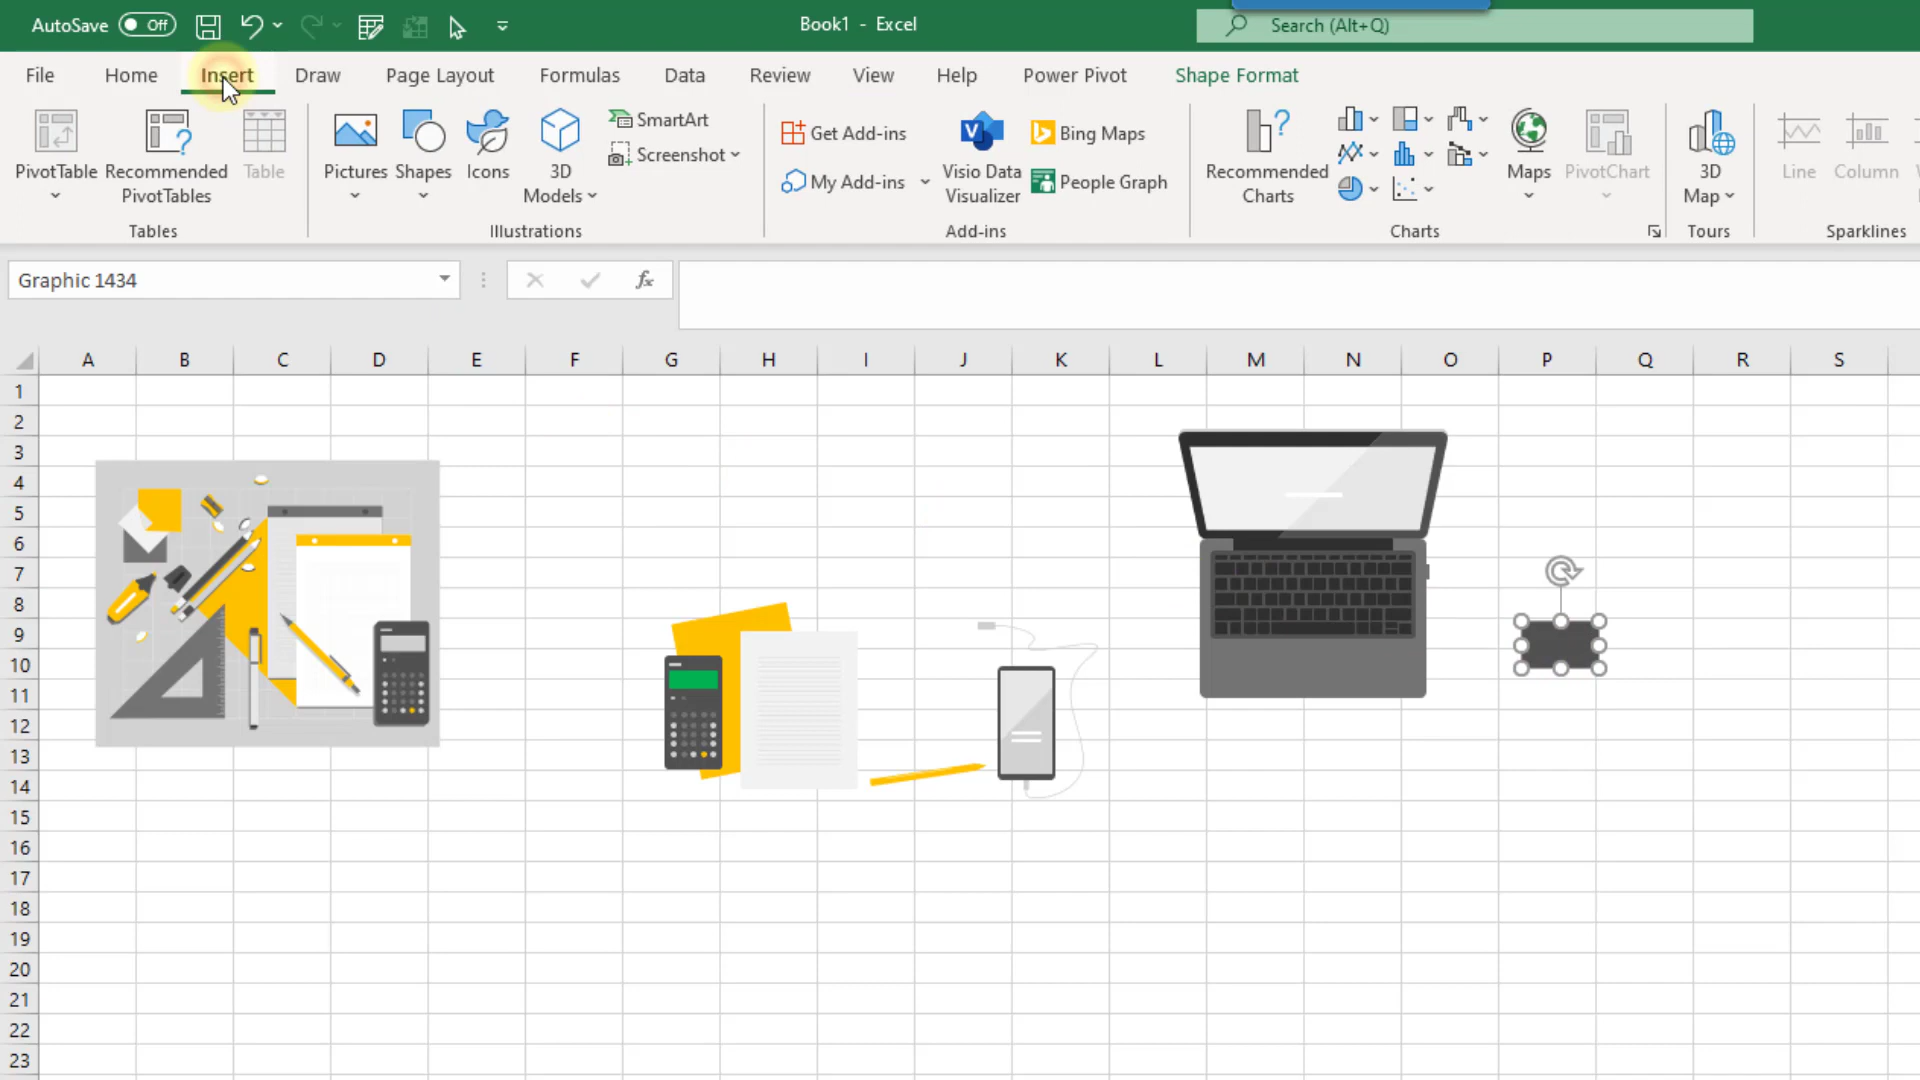 AutoSave Off Book1 - Excel Search (Alt+Q)
File Home Insert Draw Page Layout Formulas Data Review View Help Power Pivot Shape Format
PivotTable
Recommended
PivotTables
Table
Tables
Pictures
Shapes
Icons
3D
Models
SmartArt
Screenshot
Illustrations
Get Add-ins
My Add-ins
Visio Data
Visualizer
Bing Maps
People Graph
Add-ins
Recommended
Charts
Maps
PivotChart
Charts
3D
Map
Tours
Line
Column
Sparklines
Graphic 1434
fx
A B C D E F G H I J K L M N O P Q R S
1
2
3
4
5
6
7
8
9
10
11
12
13
14
15
16
17
18
19
20
21
22
23